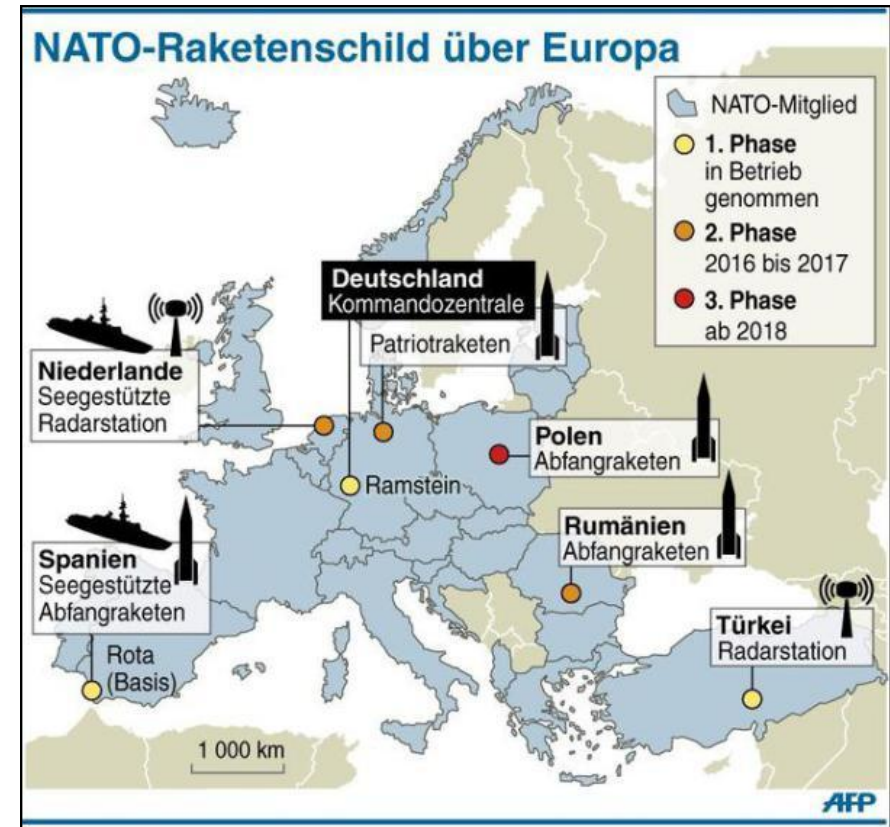 NATO-Raketenschild über Europa
NATO-Mitglied
1. Phase
in Betrieb
genommen
2. Phase
2016 bis 2017
3. Phase
ab 2018
Deutschland
Kommandozentrale
Patriotraketen
Niederlande
Seegestützte
Radarstation
Polen
Abfangraketen
Ramstein
Spanien
Seegestützte
Abfangraketen
Rumänien
Abfangraketen
Türkei
Radarstation
Rota
(Basis)
1 000 km
AFP